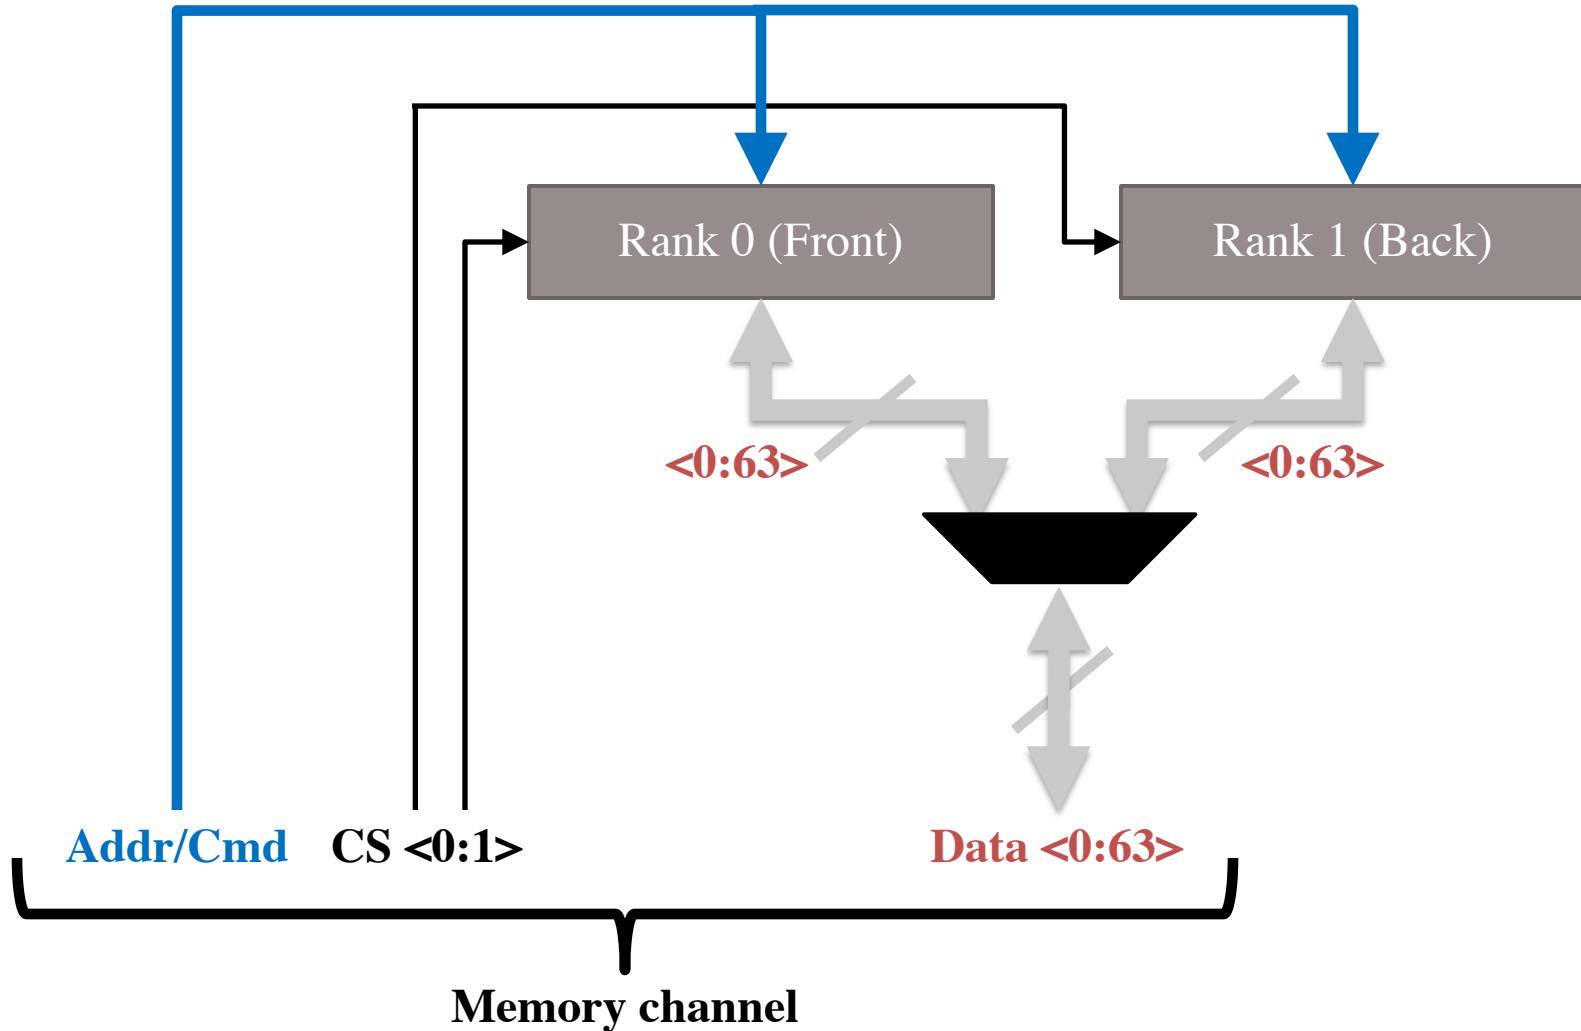 Rank 0 (Front)
Rank 1 (Back)
<0:63>
<0:63>
Addr/Cmd
CS <0:1>
Data <0:63>
Memory channel